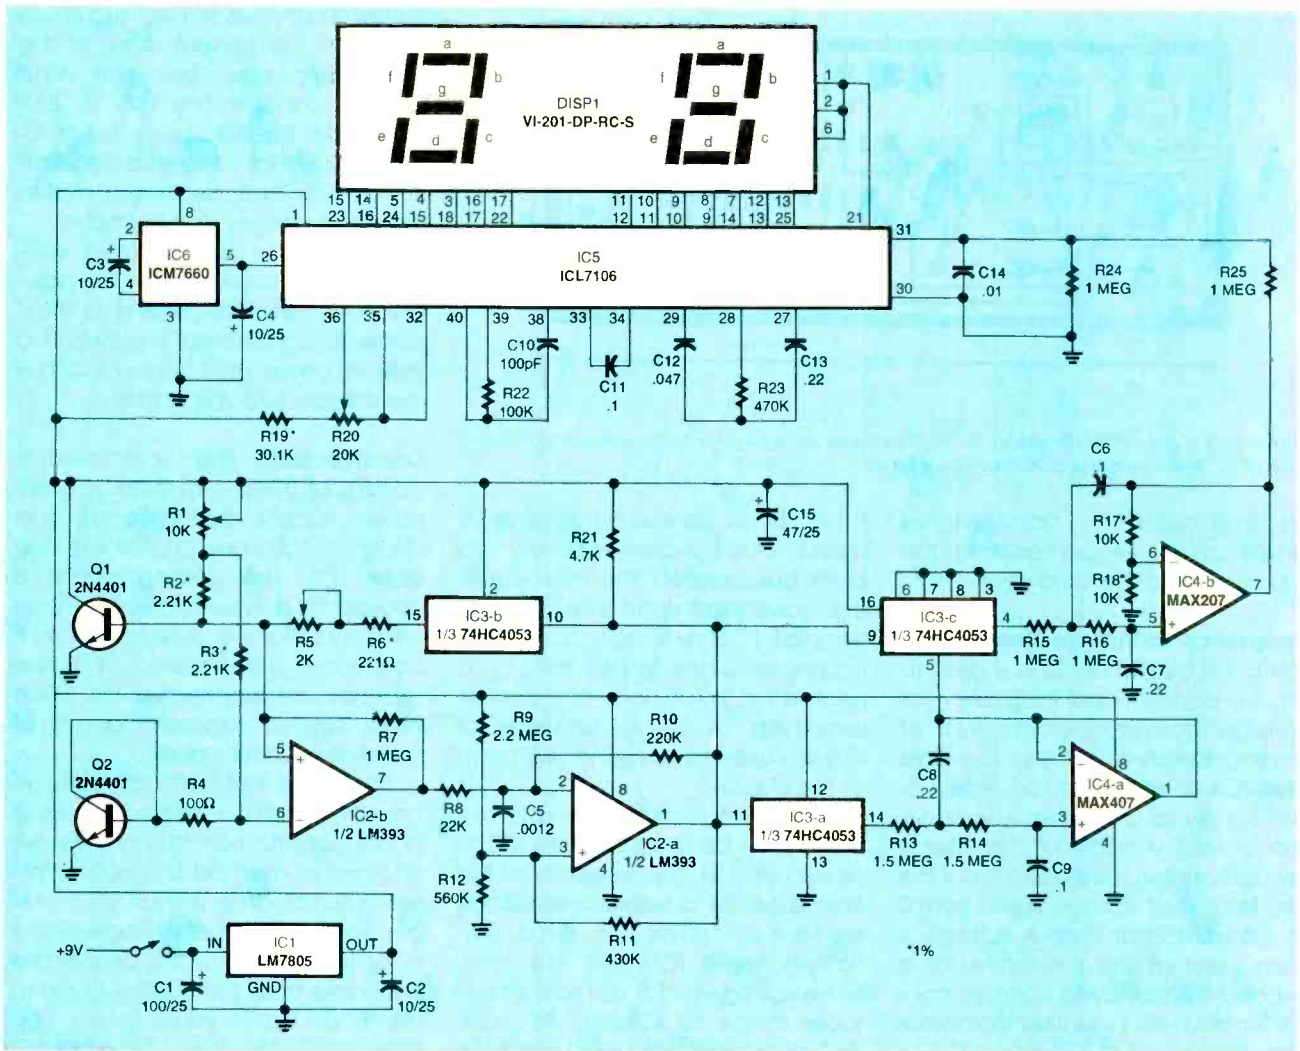 a
f
b
g
e
c
d
a
f
b
g
e
c
d
DISP1
VI-201-DP-RC-S
1
2
6
15 14 5 4 3 16 17
11 10 9 8 7 12 13
23 16 24 15 18 17 22
12 11 10 9 14 13 25
21
1
31
30
26
IC5
ICL7106
IC6
ICM7660
8
2
4
5
3
C3
10/25
+
C4
10/25
+
C14
.01
R24
1 MEG
R25
1 MEG
36 35 32 40 39 38 33 34 29 28 27
C10
100pF
R22
100K
C11
.1
C12
.047
R23
470K
C13
.22
R19*
30.1K
R20
20K
R1
10K
R2*
2.21K
R3*
2.21K
Q1
2N4401
R5
2K
R6*
221Ω
15
2
10
IC3-b
1/3 74HC4053
R21
4.7K
+
C15
47/25
C6
.1
R17*
10K
R18*
10K
16
9
6 7 8 3
IC3-c
1/3 74HC4053
4
5
R15
1 MEG
R16
1 MEG
C7
.22
6
5
7
−
+
IC4-b
MAX207
Q2
2N4401
R4
100Ω
R7
1 MEG
5
6
7
+
−
IC2-b
1/2 LM393
R8
22K
C5
.0012
R9
2.2 MEG
R10
220K
R12
560K
R11
430K
2
3
8
1
4
−
+
IC2-a
1/2 LM393
11
12
14
13
IC3-a
1/3 74HC4053
R13
1.5 MEG
R14
1.5 MEG
C8
.22
C9
.1
2
3
8
1
4
−
+
IC4-a
MAX407
+9V
IN
OUT
GND
IC1
LM7805
+
C1
100/25
+
C2
10/25
*1%